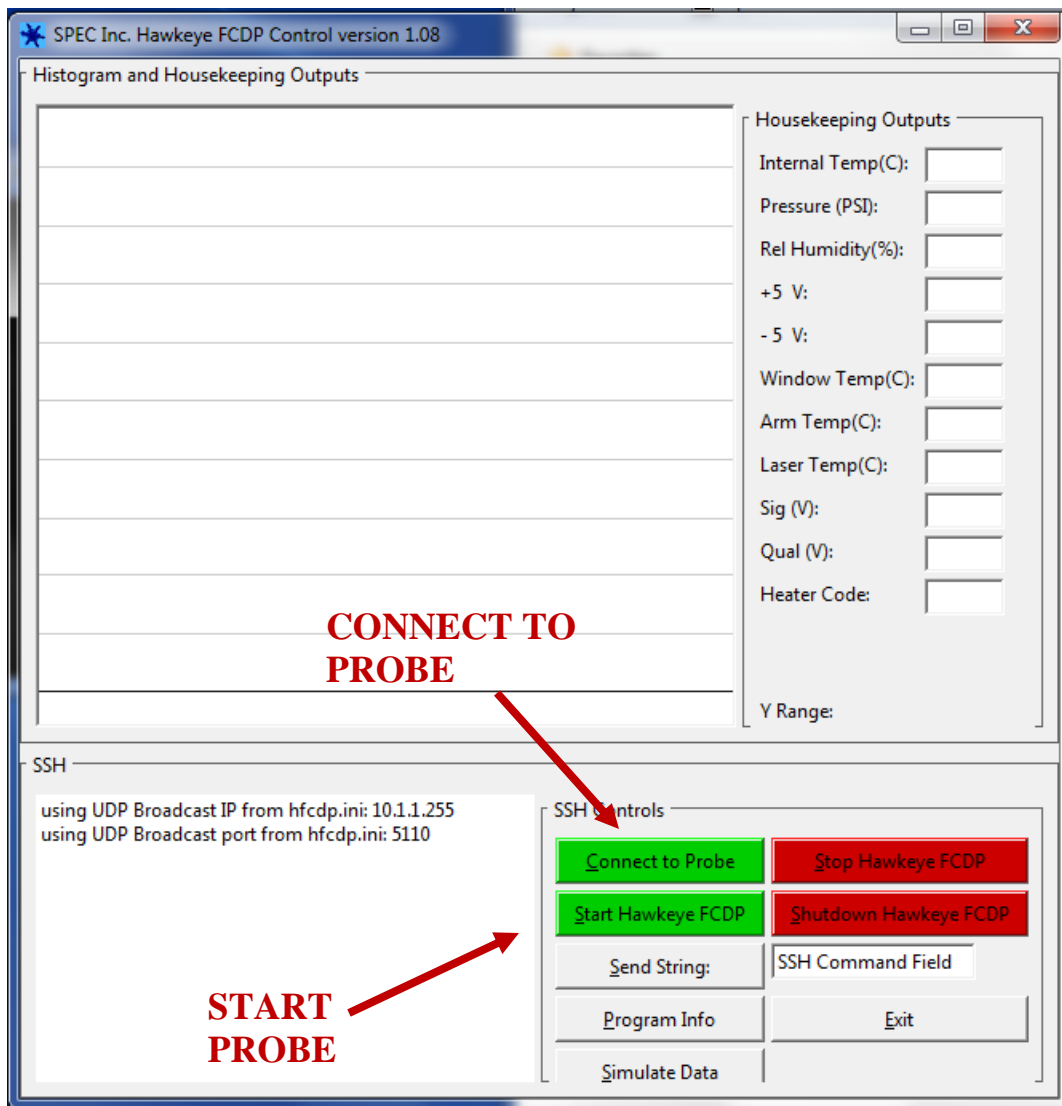 SPEC Inc. Hawkeye FCDP Control version 1.08
Histogram and Housekeeping Outputs
Housekeeping Outputs
Internal Temp(C):
Pressure (PSI):
Rel Humidity(%):
+5 V:
- 5 V:
Window Temp(C):
Arm Temp(C):
Laser Temp(C):
Sig (V):
Qual (V):
Heater Code:
Y Range:
CONNECT TO
PROBE
SSH
using UDP Broadcast IP from hfcdp.ini: 10.1.1.255
using UDP Broadcast port from hfcdp.ini: 5110
START
PROBE
SSH Controls
Connect to Probe
Stop Hawkeye FCDP
Start Hawkeye FCDP
Shutdown Hawkeye FCDP
Send String:
SSH Command Field
Program Info
Exit
Simulate Data